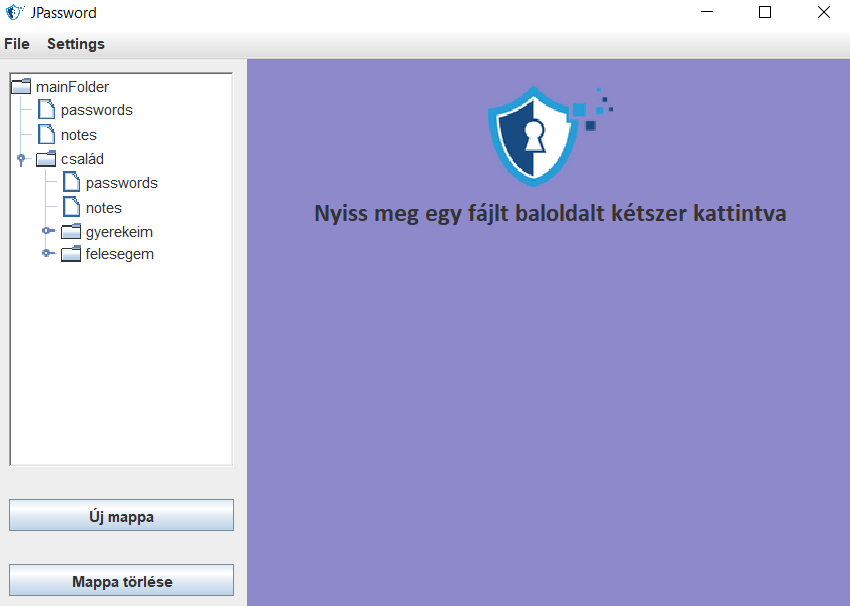 JPassword
File Settings
mainFolder
passwords
notes
család
passwords
notes
gyerekeim
felesegem
Új mappa
Mappa törlése
Nyiss meg egy fájlt baloldalt kétszer kattintva